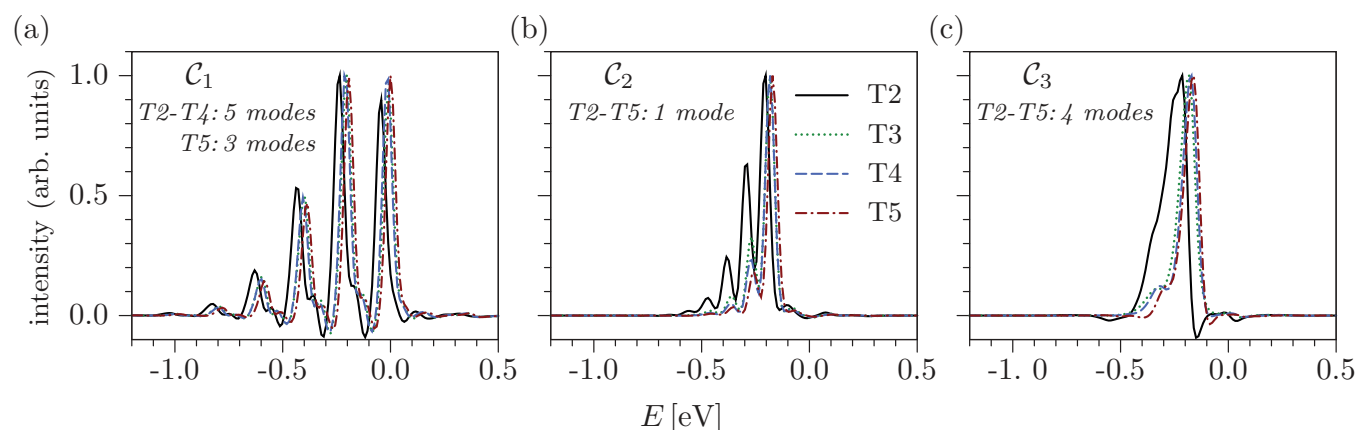 (a)
(b)
(c)
intensity (arb. units)
1.0
0.5
0.0
𝒞₁
T2-T4: 5 modes
T5: 3 modes
𝒞₂
T2-T5: 1 mode
T2
T3
T4
T5
𝒞₃
T2-T5: 4 modes
-1.0 -0.5 0.0 0.5
-1.0 -0.5 0.0 0.5
-1. 0 -0.5 0.0 0.5
E [eV]